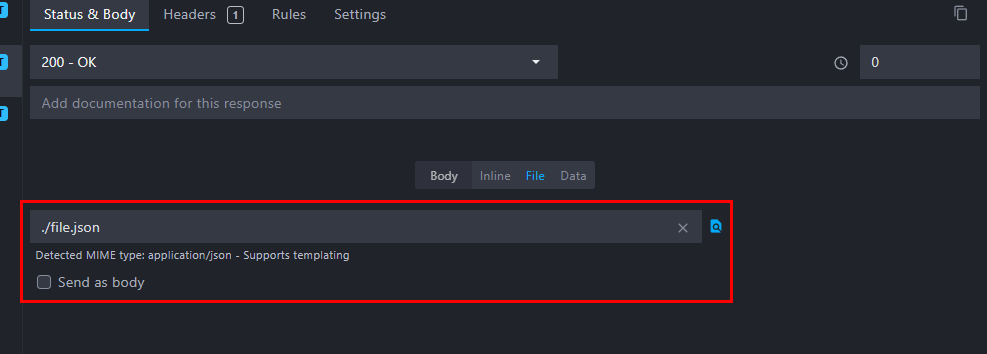 Status & Body Headers 1 Rules Settings
200 - OK 0
Add documentation for this response
Body Inline File Data
./file.json
Detected MIME type: application/json - Supports templating
Send as body